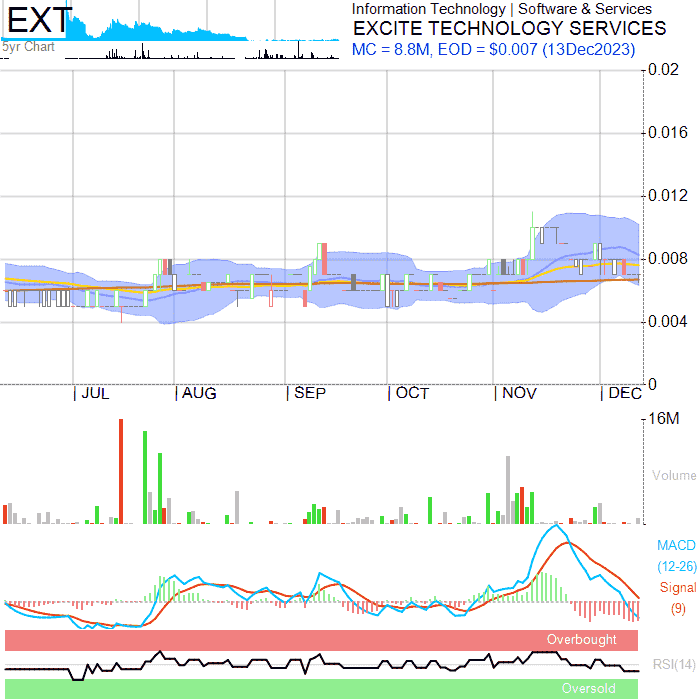 EXT
Information Technology | Software & Services
EXCITE TECHNOLOGY SERVICES
5yr Chart
MC = 8.8M, EOD = $0.007 (13Dec2023)
0.02
0.016
0.012
0.008
0.004
0
| JUL | AUG | SEP | OCT | NOV | DEC
16M
Volume
MACD
(12-26)
Signal
(9)
Overbought
RSI(14)
Oversold